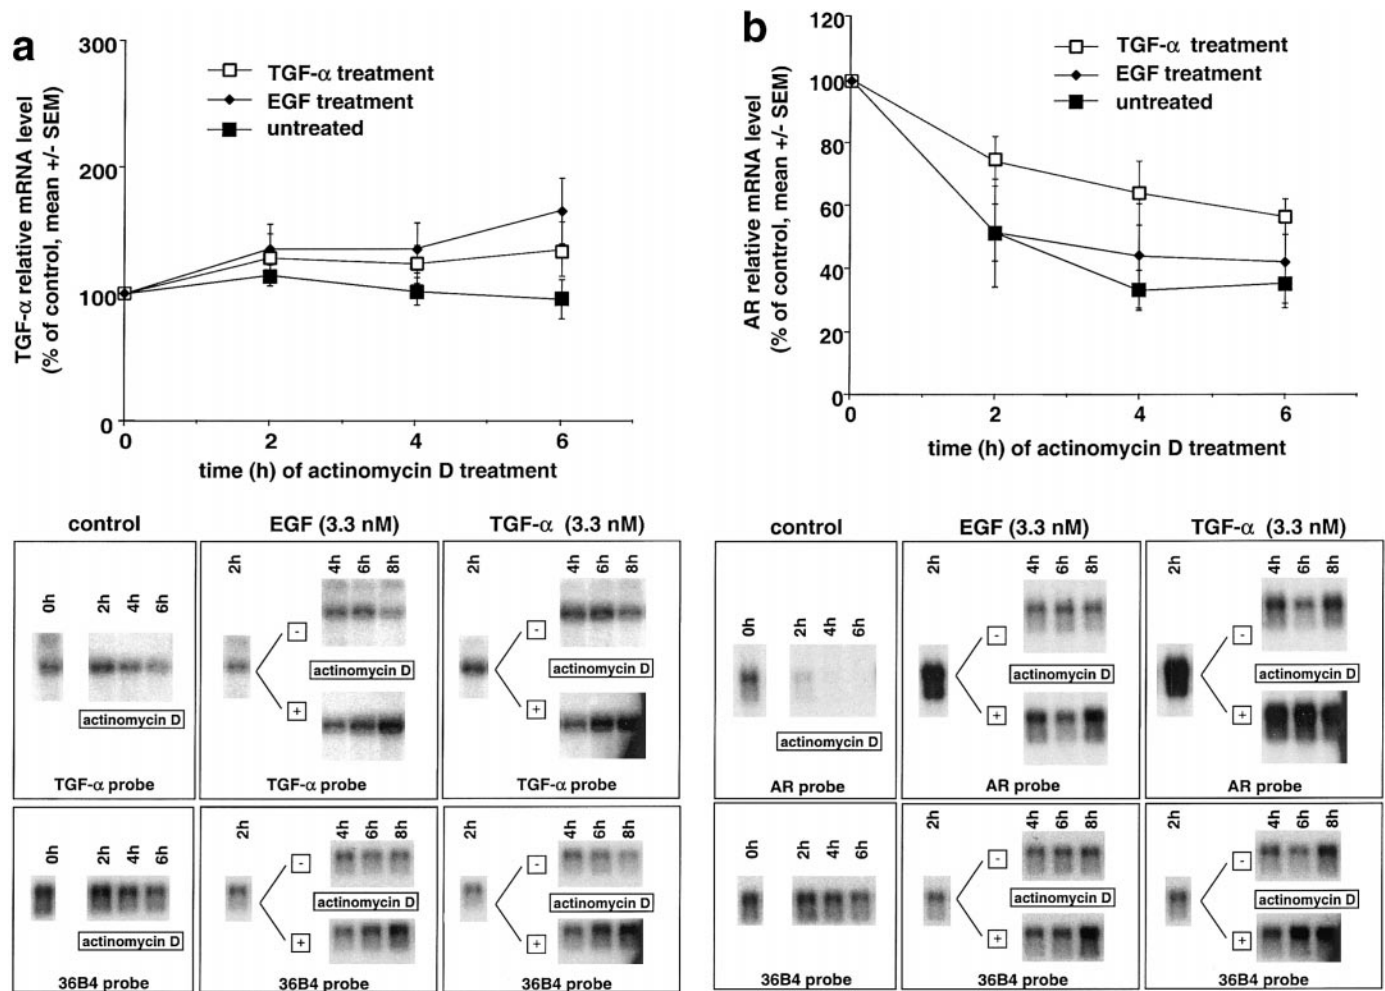 a
TGF-α relative mRNA level
(% of control, mean +/- SEM)
300
200
100
0
TGF-α treatment
EGF treatment
untreated
0 2 4 6
time (h) of actinomycin D treatment
b
AR relative mRNA level
(% of control, mean +/- SEM)
120
100
80
60
40
20
0
TGF-α treatment
EGF treatment
untreated
0 2 4 6
time (h) of actinomycin D treatment
control EGF (3.3 nM) TGF-α (3.3 nM)
0h 2h 4h 6h
actinomycin D
TGF-α probe
2h 4h 6h 8h
-
actinomycin D
+
TGF-α probe
2h 4h 6h 8h
-
actinomycin D
+
TGF-α probe
0h 2h 4h 6h
actinomycin D
36B4 probe
2h 4h 6h 8h
-
actinomycin D
+
36B4 probe
2h 4h 6h 8h
-
actinomycin D
+
36B4 probe
control EGF (3.3 nM) TGF-α (3.3 nM)
0h 2h 4h 6h
actinomycin D
AR probe
2h 4h 6h 8h
-
actinomycin D
+
AR probe
2h 4h 6h 8h
-
actinomycin D
+
AR probe
0h 2h 4h 6h
36B4 probe
2h 4h 6h 8h
-
actinomycin D
+
36B4 probe
2h 4h 6h 8h
-
actinomycin D
+
36B4 probe